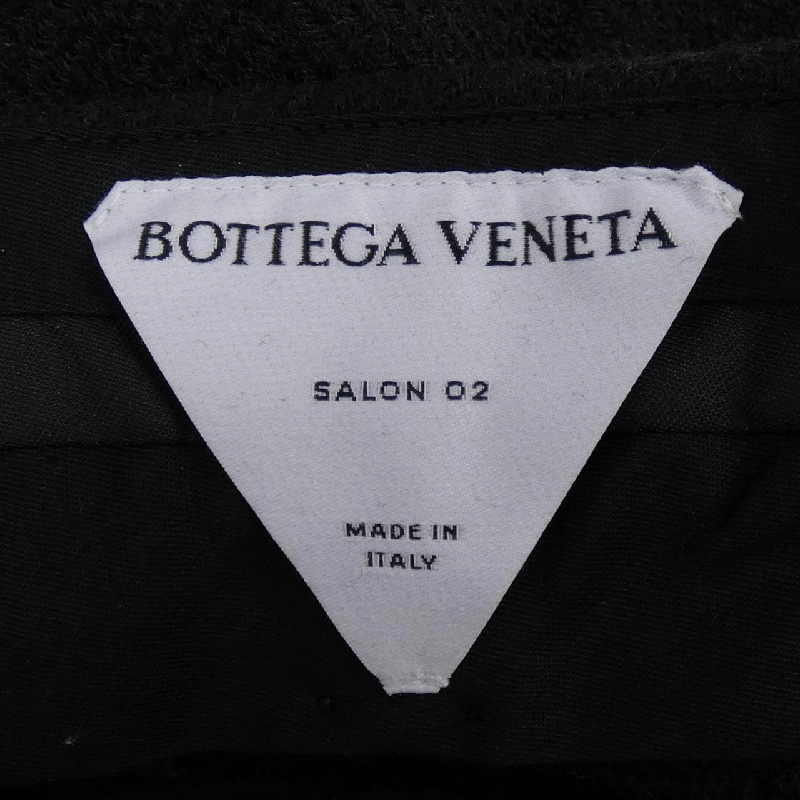 BOTTEGA VENETA
SALON 02
MADE IN
ITALY